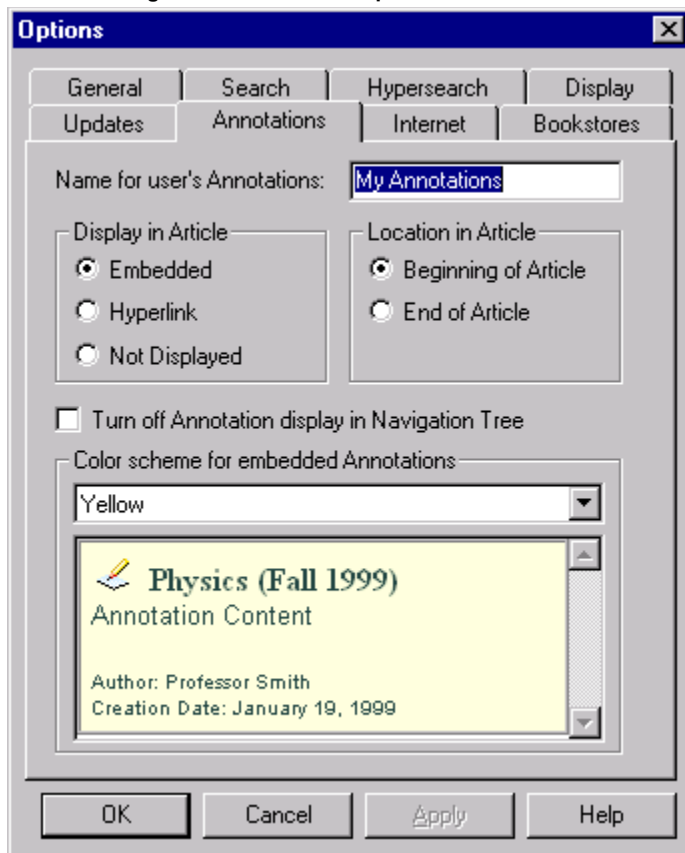 Options
General Search Hypersearch Display
Updates Annotations Internet Bookstores
Name for user's Annotations: My Annotations
Display in Article Location in Article
Embedded Beginning of Article
Hyperlink End of Article
Not Displayed
Turn off Annotation display in Navigation Tree
Color scheme for embedded Annotations
Yellow
Physics (Fall 1999)
Annotation Content
Author: Professor Smith
Creation Date: January 19, 1999
OK Cancel Apply Help